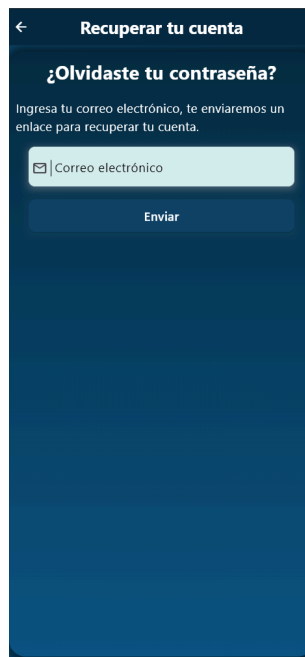 Recuperar tu cuenta
¿Olvidaste tu contraseña?
Ingresa tu correo electrónico, te enviaremos un
enlace para recuperar tu cuenta.
Correo electrónico
Enviar